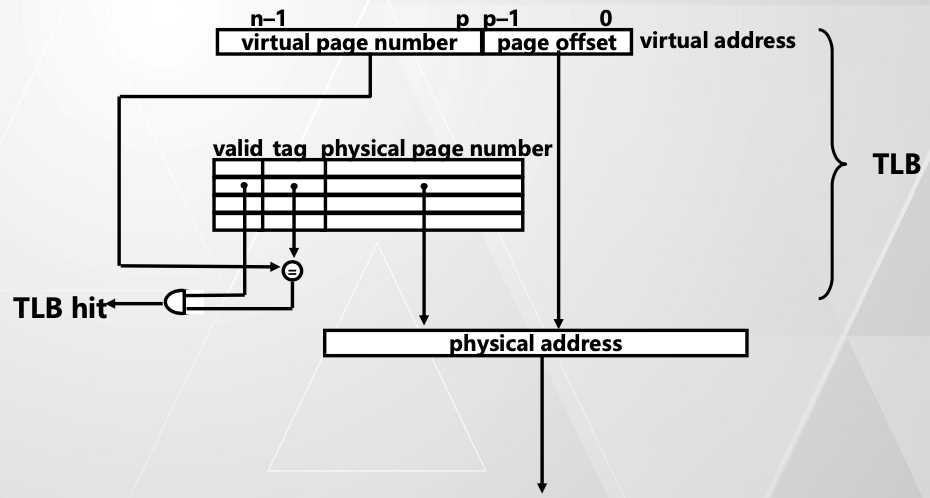 n–1 p p–1 0
virtual page number page offset virtual address
valid tag physical page number
TLB
=
TLB hit
physical address